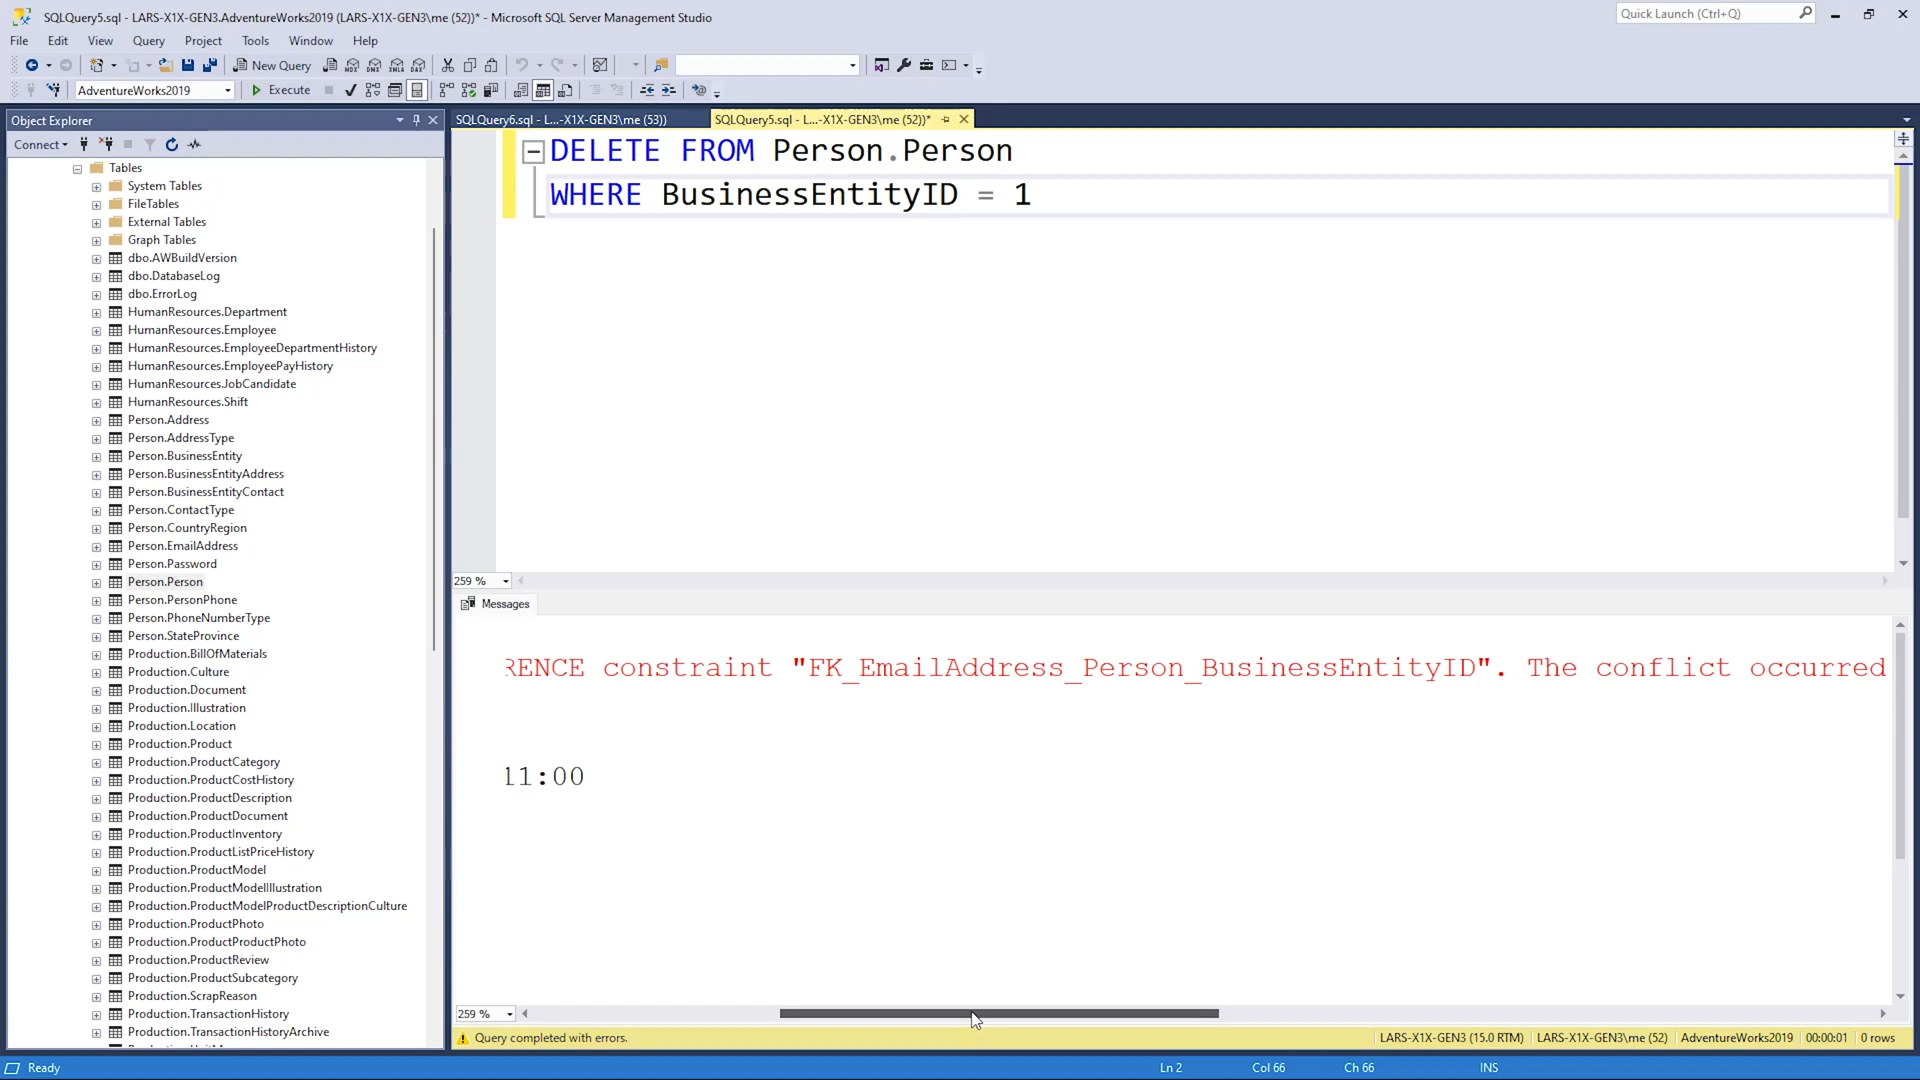 SQLQuery5.sql - LARS-X1X-GEN3.AdventureWorks2019 (LARS-X1X-GEN3\me (52))* - Microsoft SQL Server Management Studio
Quick Launch (Ctrl+Q)
File Edit View Query Project Tools Window Help
New Query
AdventureWorks2019 Execute
Object Explorer
Connect
Tables
System Tables
FileTables
External Tables
Graph Tables
dbo.AWBuildVersion
dbo.DatabaseLog
dbo.ErrorLog
HumanResources.Department
HumanResources.Employee
HumanResources.EmployeeDepartmentHistory
HumanResources.EmployeePayHistory
HumanResources.JobCandidate
HumanResources.Shift
Person.Address
Person.AddressType
Person.BusinessEntity
Person.BusinessEntityAddress
Person.BusinessEntityContact
Person.ContactType
Person.CountryRegion
Person.EmailAddress
Person.Password
Person.Person
Person.PersonPhone
Person.PhoneNumberType
Person.StateProvince
Production.BillOfMaterials
Production.Culture
Production.Document
Production.Illustration
Production.Location
Production.Product
Production.ProductCategory
Production.ProductCostHistory
Production.ProductDescription
Production.ProductDocument
Production.ProductInventory
Production.ProductListPriceHistory
Production.ProductModel
Production.ProductModelIllustration
Production.ProductModelProductDescriptionCulture
Production.ProductPhoto
Production.ProductProductPhoto
Production.ProductReview
Production.ProductSubcategory
Production.ScrapReason
Production.TransactionHistory
Production.TransactionHistoryArchive
SQLQuery6.sql - L...-X1X-GEN3\me (53)) SQLQuery5.sql - L...-X1X-GEN3\me (52))*
DELETE FROM Person.Person
WHERE BusinessEntityID = 1
259 %
Messages
RENCE constraint "FK_EmailAddress_Person_BusinessEntityID". The conflict occurred
11:00
259 %
Query completed with errors. LARS-X1X-GEN3 (15.0 RTM) LARS-X1X-GEN3\me (52) AdventureWorks2019 00:00:01 0 rows
Ready Ln 2 Col 66 Ch 66 INS